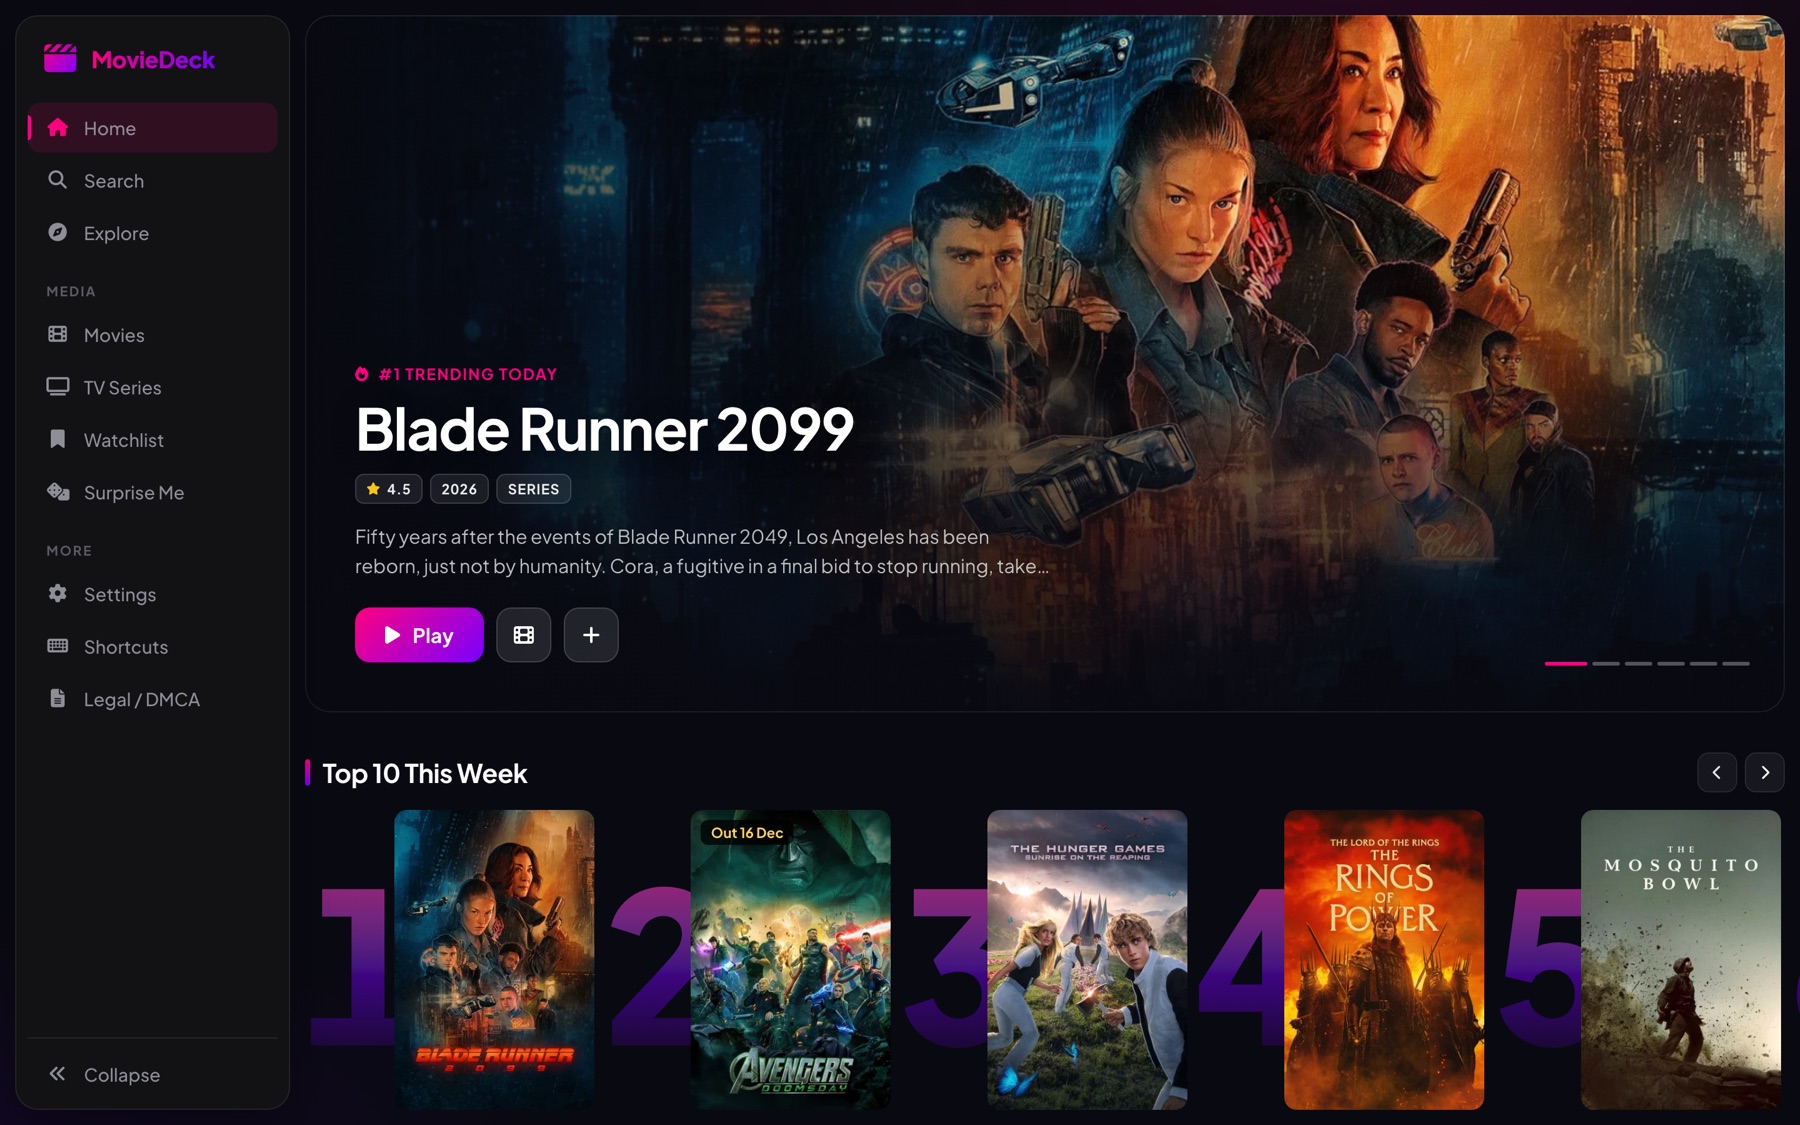 MovieDeck
Home
Search
Explore
MEDIA
Movies
TV Series
Watchlist
Surprise Me
MORE
Settings
Shortcuts
Legal / DMCA
Collapse
#1 TRENDING TODAY
Blade Runner 2099
4.5
2026
SERIES
Fifty years after the events of Blade Runner 2049, Los Angeles has been
reborn, just not by humanity. Cora, a fugitive in a final bid to stop running, take...
Play
Club
Top 10 This Week
1
BLADE RUNNER
2099
2
Out 16 Dec
AVENGERS
DOOMSDAY
3
THE HUNGER GAMES
SUNRISE ON THE REAPING
4
THE LORD OF THE RINGS
THE
RINGS
OF
POWER
5
THE
MOSQUITO
BOWL